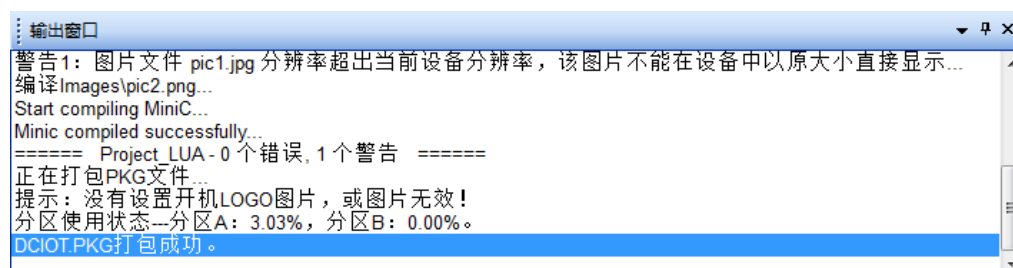 输出窗口
警告1：图片文件 pic1.jpg 分辨率超出当前设备分辨率，该图片不能在设备中以原大小直接显示...
编译Images\pic2.png...
Start compiling MiniC...
Minic compiled successfully...
====== Project_LUA - 0 个错误, 1 个警告 ======
正在打包PKG文件...
提示：没有设置开机LOGO图片，或图片无效！
分区使用状态---分区A：3.03%，分区B：0.00%。
DCIOT.PKG打包成功。